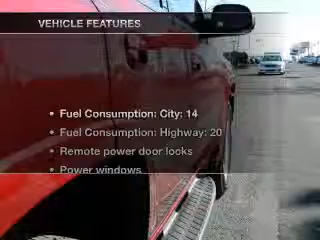 VEHICLE FEATURES
• Fuel Consumption: City: 14
• Fuel Consumption: Highway: 20
• Remote power door locks
• Power windows